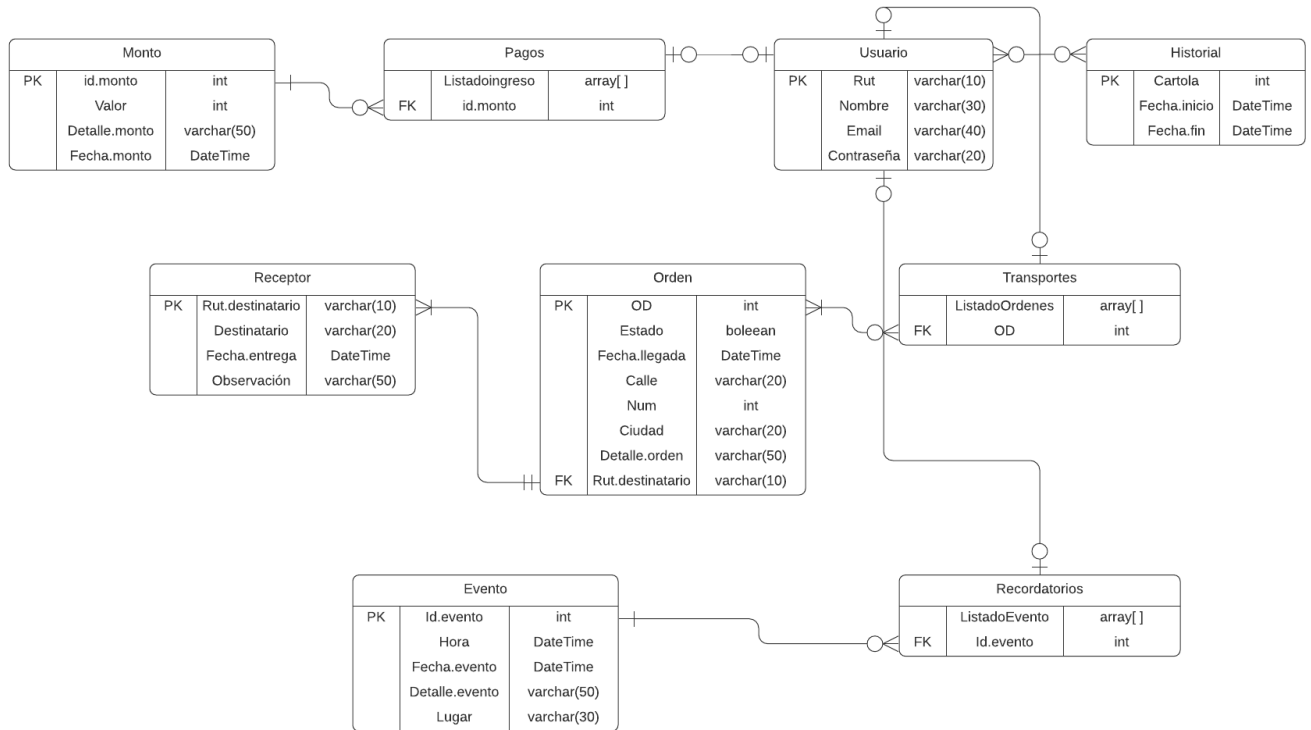 Monto
PK id.monto int
Valor int
Detalle.monto varchar(50)
Fecha.monto DateTime
Pagos
Listadoingreso array[ ]
FK id.monto int
Usuario
PK Rut varchar(10)
Nombre varchar(30)
Email varchar(40)
Contraseña varchar(20)
Historial
PK Cartola int
Fecha.inicio DateTime
Fecha.fin DateTime
Receptor
PK Rut.destinatario varchar(10)
Destinatario varchar(20)
Fecha.entrega DateTime
Observación varchar(50)
Orden
PK OD int
Estado boleean
Fecha.llegada DateTime
Calle varchar(20)
Num int
Ciudad varchar(20)
Detalle.orden varchar(50)
FK Rut.destinatario varchar(10)
Transportes
ListadoOrdenes array[ ]
FK OD int
Evento
PK Id.evento int
Hora DateTime
Fecha.evento DateTime
Detalle.evento varchar(50)
Lugar varchar(30)
Recordatorios
ListadoEvento array[ ]
FK Id.evento int